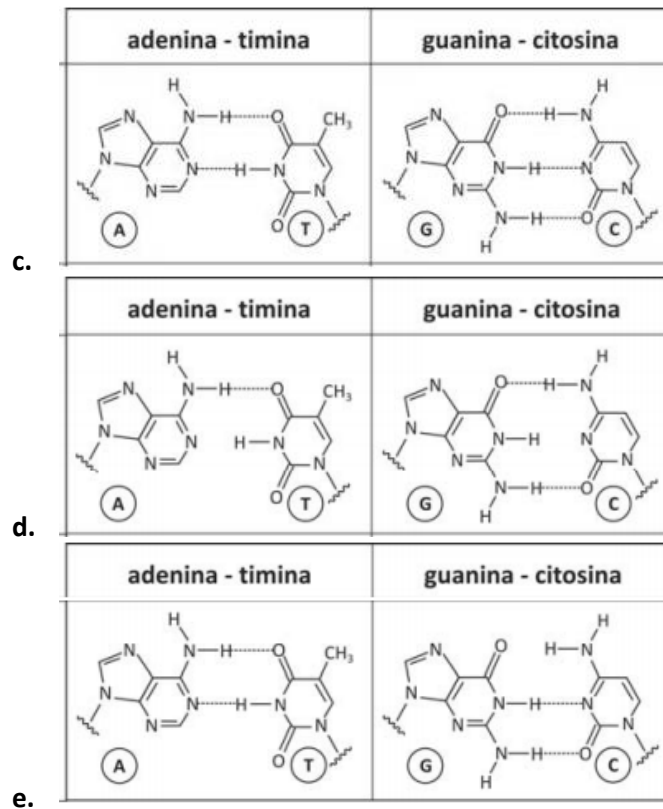 adenina - timina guanina - citosina
H H
N N H O CH₃ N O H N
N N H N N N H N
N N N N
O N H O
A T G H C
c.
adenina - timina guanina - citosina
H H
N N H O CH₃ N O H N
N N H N N N H N
N N N N
O N H O
A T G H C
d.
adenina - timina guanina - citosina
H H
N N H O CH₃ N O H N
N N H N N N H N
N N N N
O N H O
A T G H C
e.